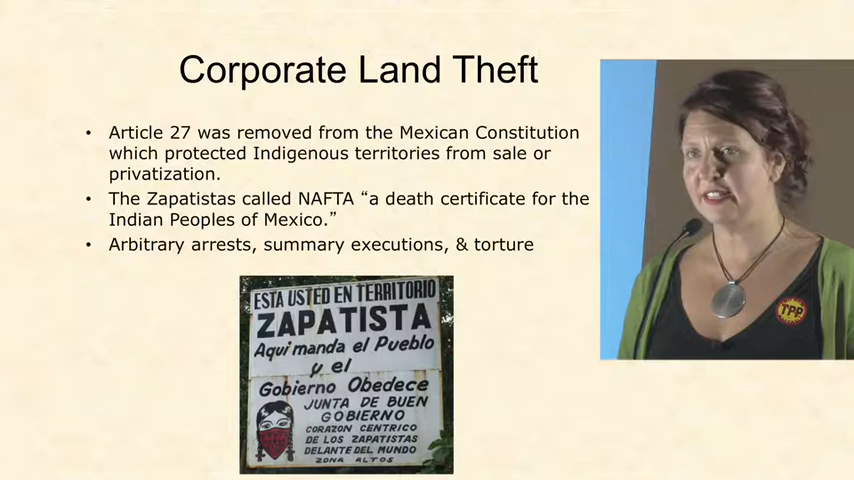 Corporate Land Theft
• Article 27 was removed from the Mexican Constitution
which protected Indigenous territories from sale or
privatization.
• The Zapatistas called NAFTA “a death certificate for the
Indian Peoples of Mexico.”
• Arbitrary arrests, summary executions, & torture
ESTA USTED EN TERRITORIO
ZAPATISTA
Aquí manda el Pueblo
y el
Gobierno Obedece
JUNTA DE BUEN
GOBIERNO
CORAZON CENTRICO
DE LOS ZAPATISTAS
DELANTE DEL MUNDO
ZONA ALTOS
TPP